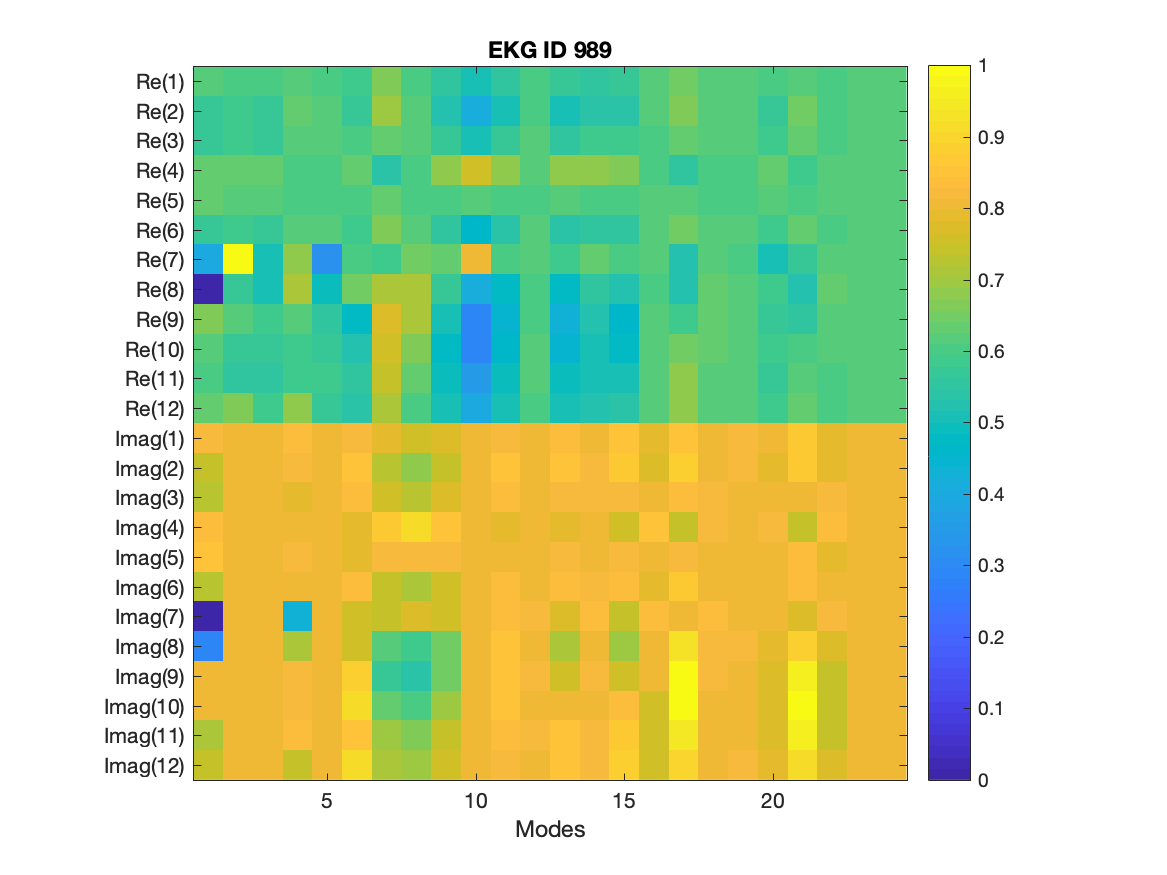 EKG ID 989
Re(1)
Re(2)
Re(3)
Re(4)
Re(5)
Re(6)
Re(7)
Re(8)
Re(9)
Re(10)
Re(11)
Re(12)
Imag(1)
Imag(2)
Imag(3)
Imag(4)
Imag(5)
Imag(6)
Imag(7)
Imag(8)
Imag(9)
Imag(10)
Imag(11)
Imag(12)
5 10 15 20
Modes
1
0.9
0.8
0.7
0.6
0.5
0.4
0.3
0.2
0.1
0